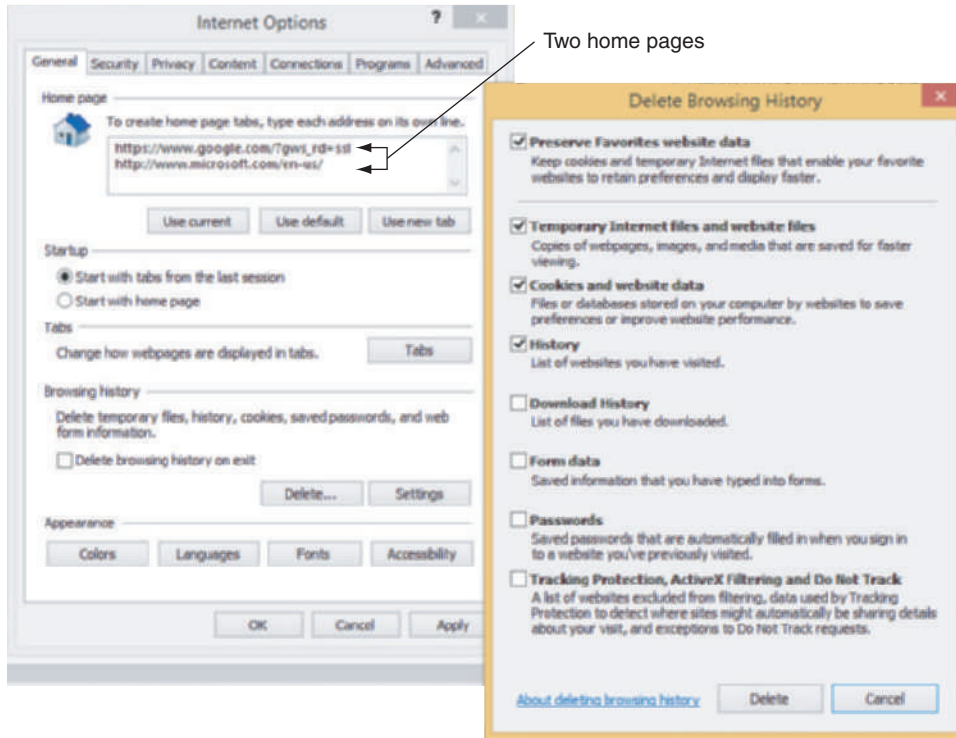 Internet Options
?
Two home pages
General Security Privacy Content Connections Programs Advanced
Home page
To create home page tabs, type each address on its own line.
https://www.google.com/?gws_rd=ssl
http://www.microsoft.com/en-us/
Use current Use default Use new tab
Startup
Start with tabs from the last session
Start with home page
Tabs
Change how webpages are displayed in tabs. Tabs
Browsing history
Delete temporary files, history, cookies, saved passwords, and web
form information.
Delete browsing history on exit
Delete... Settings
Appearance
Colors Languages Fonts Accessibility
OK Cancel Apply
Delete Browsing History
Preserve Favorites website data
Keep cookies and temporary Internet files that enable your favorite
websites to retain preferences and display faster.
Temporary Internet files and website files
Copies of webpages, images, and media that are saved for faster
viewing.
Cookies and website data
Files or databases stored on your computer by websites to save
preferences or improve website performance.
History
List of websites you have visited.
Download History
List of files you have downloaded.
Form data
Saved information that you have typed into forms.
Passwords
Saved passwords that are automatically filled in when you sign in
to a website you've previously visited.
Tracking Protection, ActiveX Filtering and Do Not Track
A list of websites excluded from filtering, data used by Tracking
Protection to detect where sites might automatically be sharing details
about your visit, and exceptions to Do Not Track requests.
About deleting browsing history Delete Cancel